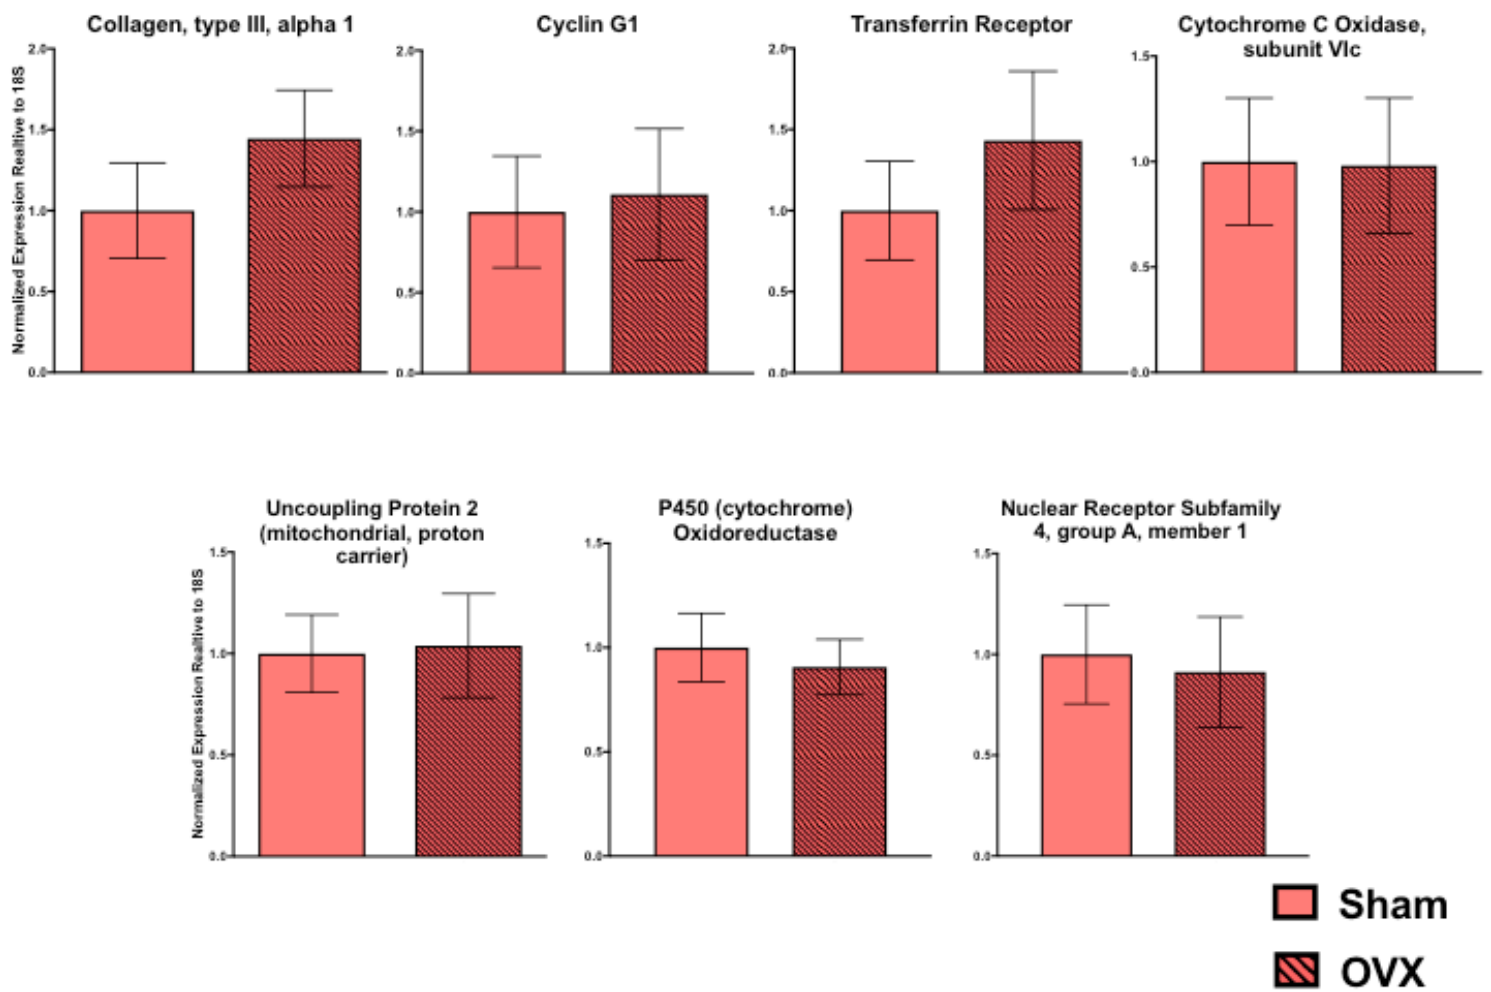 Collagen, type III, alpha 1
Cyclin G1
Transferrin Receptor
Cytochrome C Oxidase,
subunit VIc
Normalized Expression Realtive to 18S
2.0
1.5
1.0
0.5
0.0
2.0
1.5
1.0
0.5
0.0
2.0
1.5
1.0
0.5
0.0
1.5
1.0
0.5
0.0
Uncoupling Protein 2
(mitochondrial, proton
carrier)
P450 (cytochrome)
Oxidoreductase
Nuclear Receptor Subfamily
4, group A, member 1
Normalized Expression Realtive to 18S
1.5
1.0
0.5
0.0
1.5
1.0
0.5
0.0
1.5
1.0
0.5
0.0
Sham
OVX